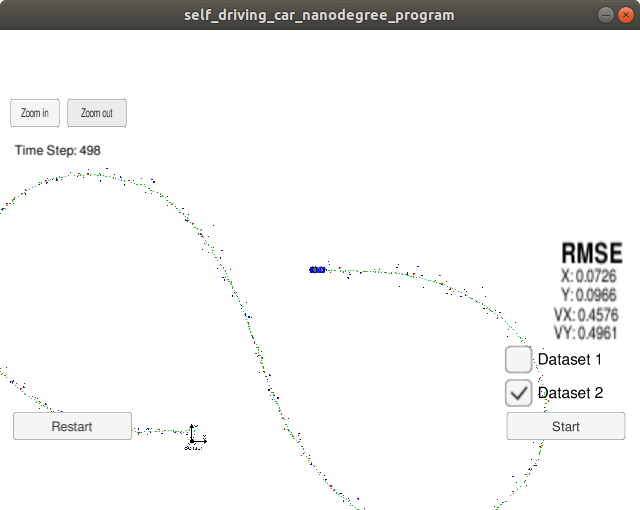 self_driving_car_nanodegree_program
Zoom in
Zoom out
Time Step: 498
RMSE
X: 0.0726
Y: 0.0966
VX: 0.4576
VY: 0.4961
Dataset 1
Dataset 2
Restart
Start